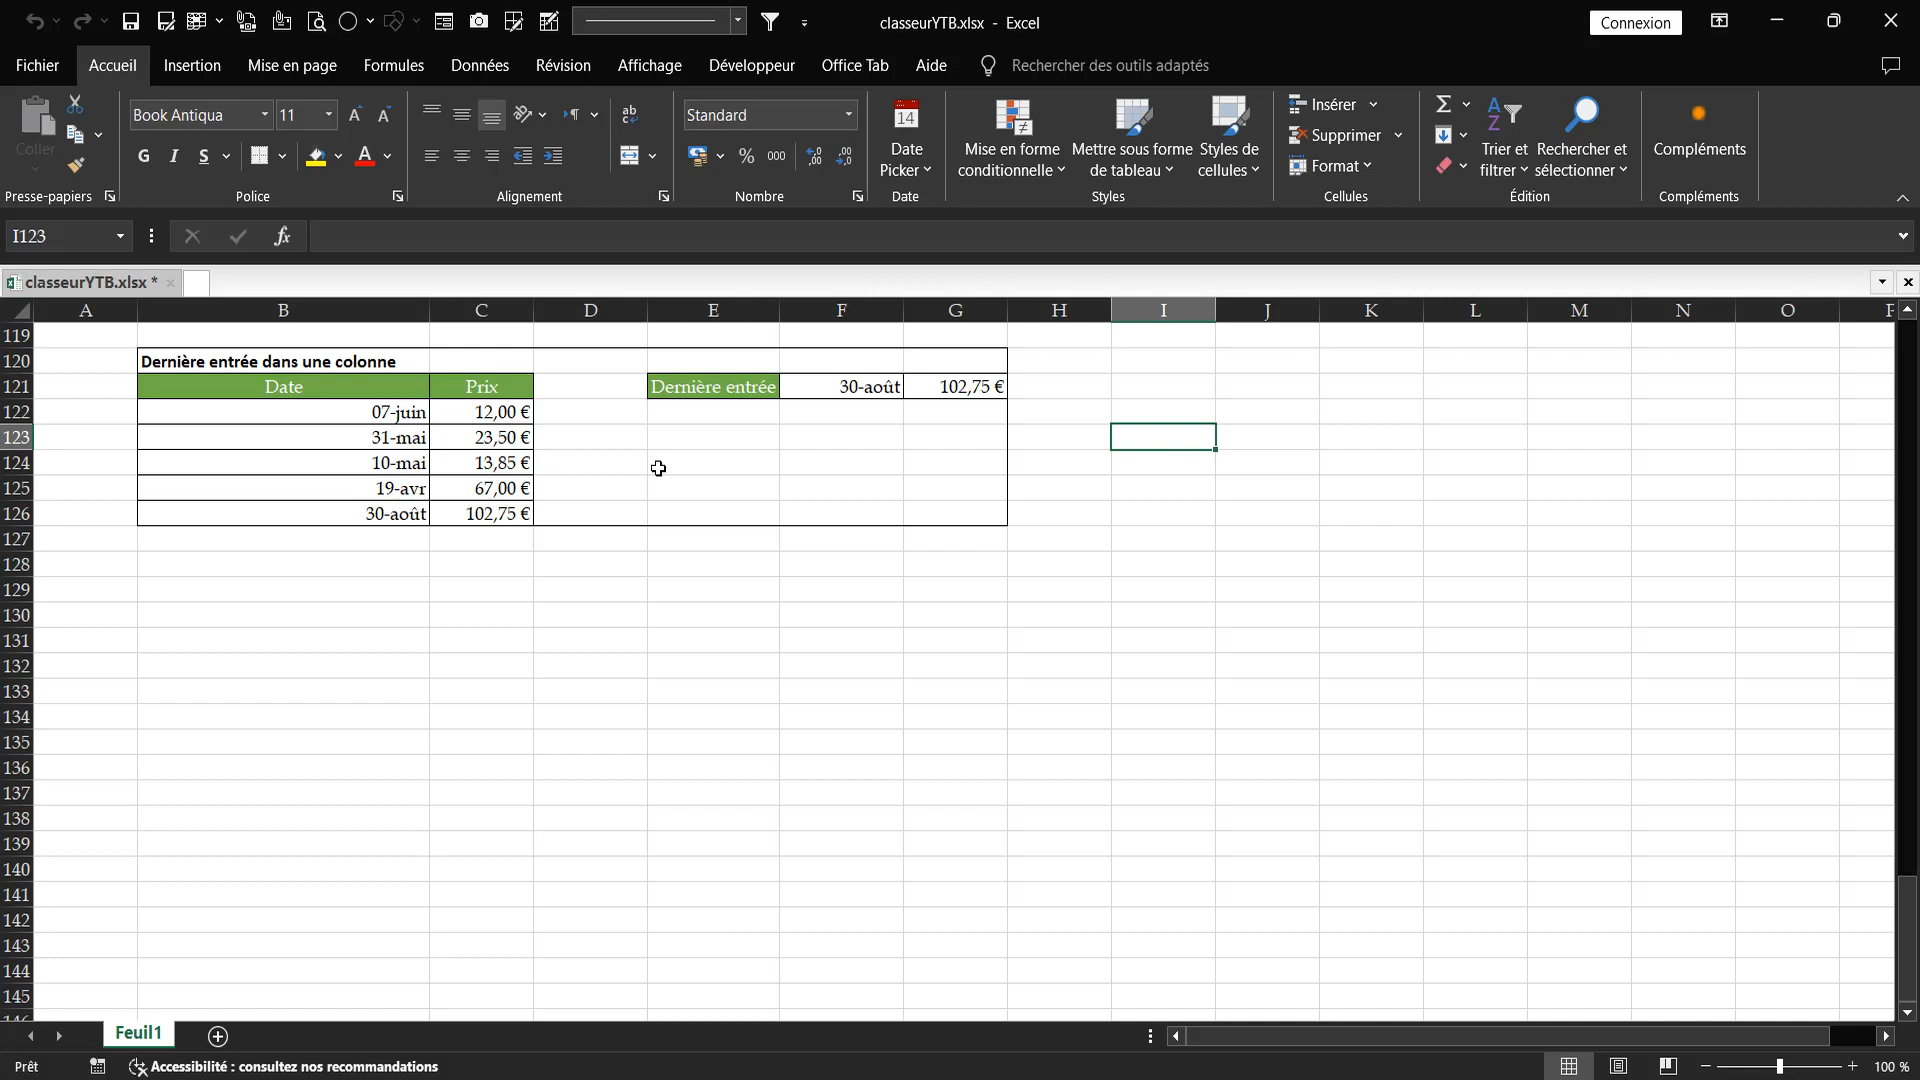 classeurYTB.xlsx - Excel
Connexion
Fichier Accueil Insertion Mise en page Formules Données Révision Affichage Développeur Office Tab Aide Rechercher des outils adaptés
Coller
Presse-papiers
Book Antiqua 11
G I S A
Police
ab
Alignement
Standard
% 000
Nombre
14
Date
Picker
Date
Mise en forme
conditionnelle
Mettre sous forme
de tableau
Styles de
cellules
Styles
Insérer
Supprimer
Format
Cellules
Trier et
filtrer
Rechercher et
sélectionner
Édition
Compléments
Compléments
I123 fx
classeurYTB.xlsx *
A B C D E F G H I J K L M N O
119
120 Dernière entrée dans une colonne
121 Date Prix Dernière entrée 30-août 102,75 €
122 07-juin 12,00 €
123 31-mai 23,50 €
124 10-mai 13,85 €
125 19-avr 67,00 €
126 30-août 102,75 €
127
128
129
130
131
132
133
134
135
136
137
138
139
140
141
142
143
144
145
Feuil1
Prêt Accessibilité : consultez nos recommandations 100 %